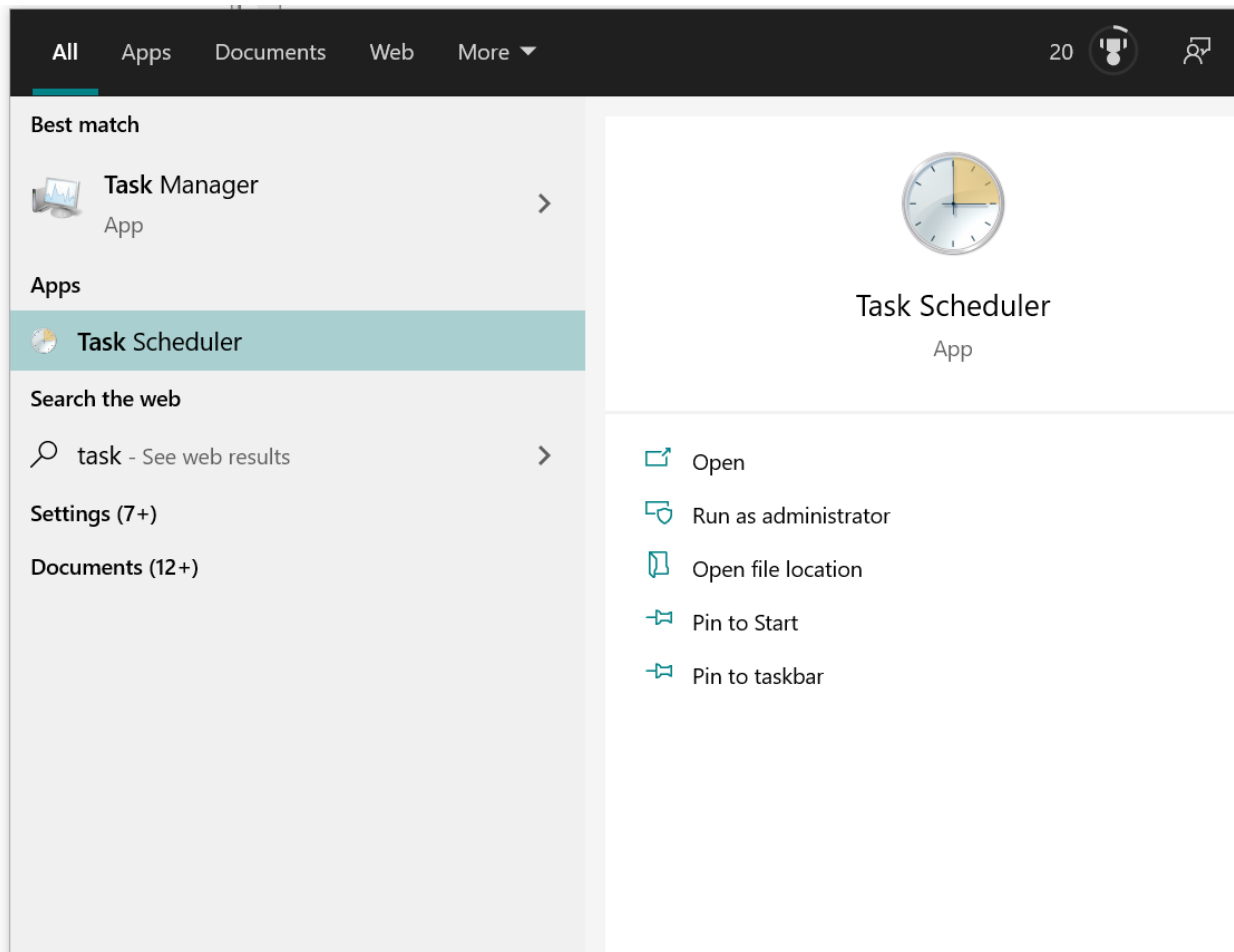 All Apps Documents Web More 20
Best match
Task Manager
App
Apps
Task Scheduler
Search the web
task - See web results
Settings (7+)
Documents (12+)
Task Scheduler
App
Open
Run as administrator
Open file location
Pin to Start
Pin to taskbar